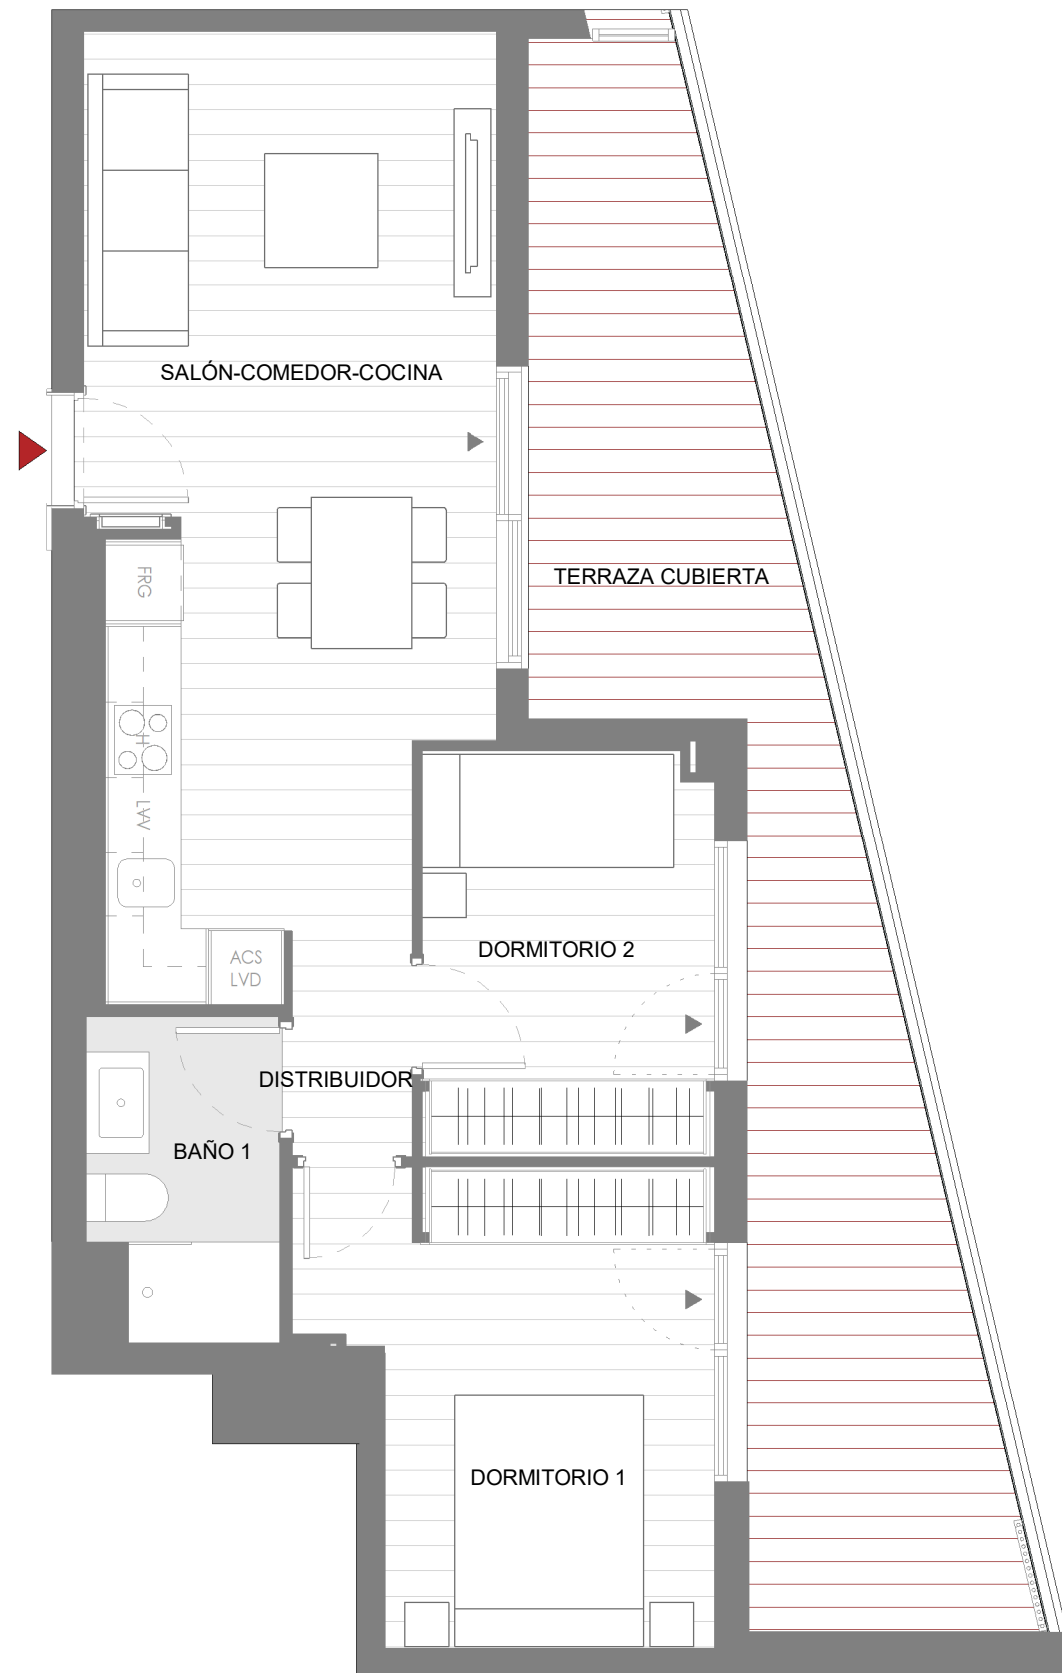 SALÓN-COMEDOR-COCINA
FRG
TERRAZA CUBIERTA
H
LVV
DORMITORIO 2
ACS
LVD
DISTRIBUIDOR
BAÑO 1
DORMITORIO 1